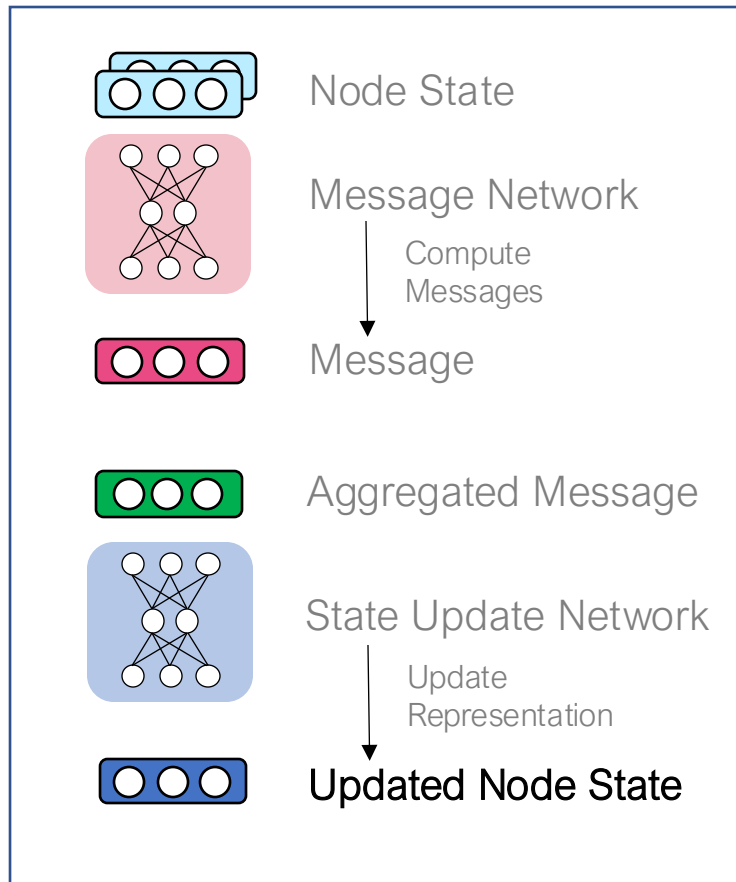 Node State
Message Network
Compute
Messages
Message
Aggregated Message
State Update Network
Update
Representation
Updated Node State